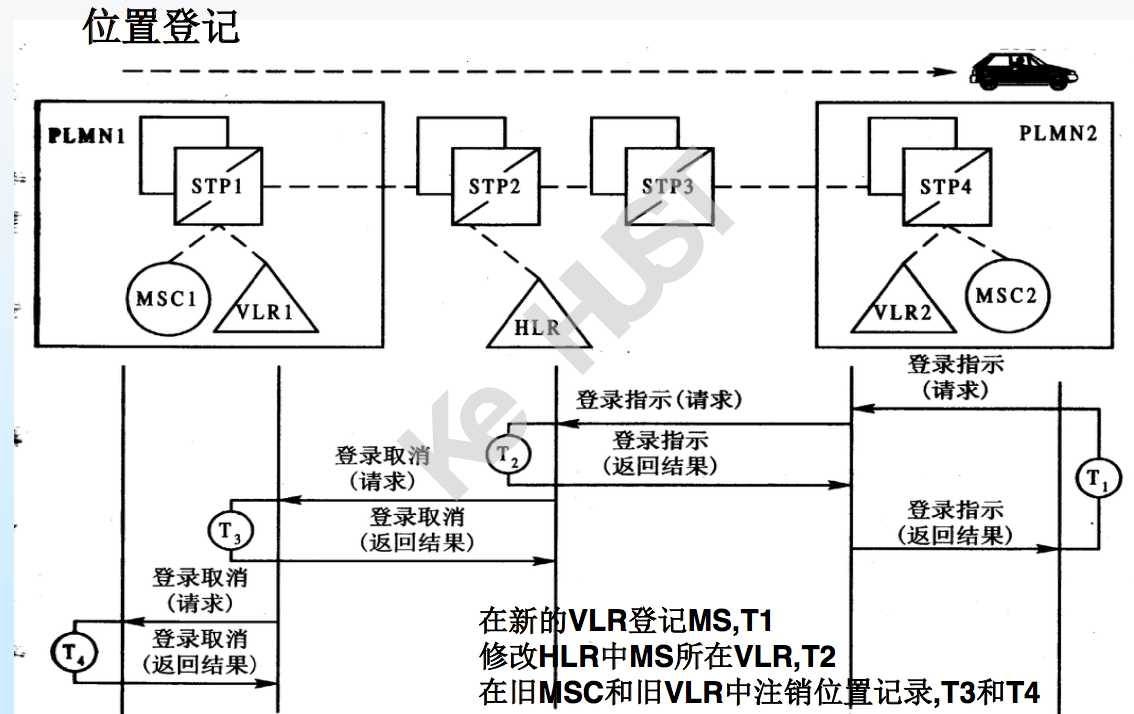 位置登记
PLMN1
PLMN2
STP1
STP2
STP3
STP4
MSC1
VLR1
HLR
VLR2
MSC2
Ke HUST
登录指示
(请求)
登录指示(请求)
T2
登录指示
(返回结果)
T1
登录取消
(请求)
登录指示
(返回结果)
T3
登录取消
(返回结果)
登录取消
(请求)
T4
登录取消
(返回结果)
在新的VLR登记MS,T1
修改HLR中MS所在VLR,T2
在旧MSC和旧VLR中注销位置记录,T3和T4